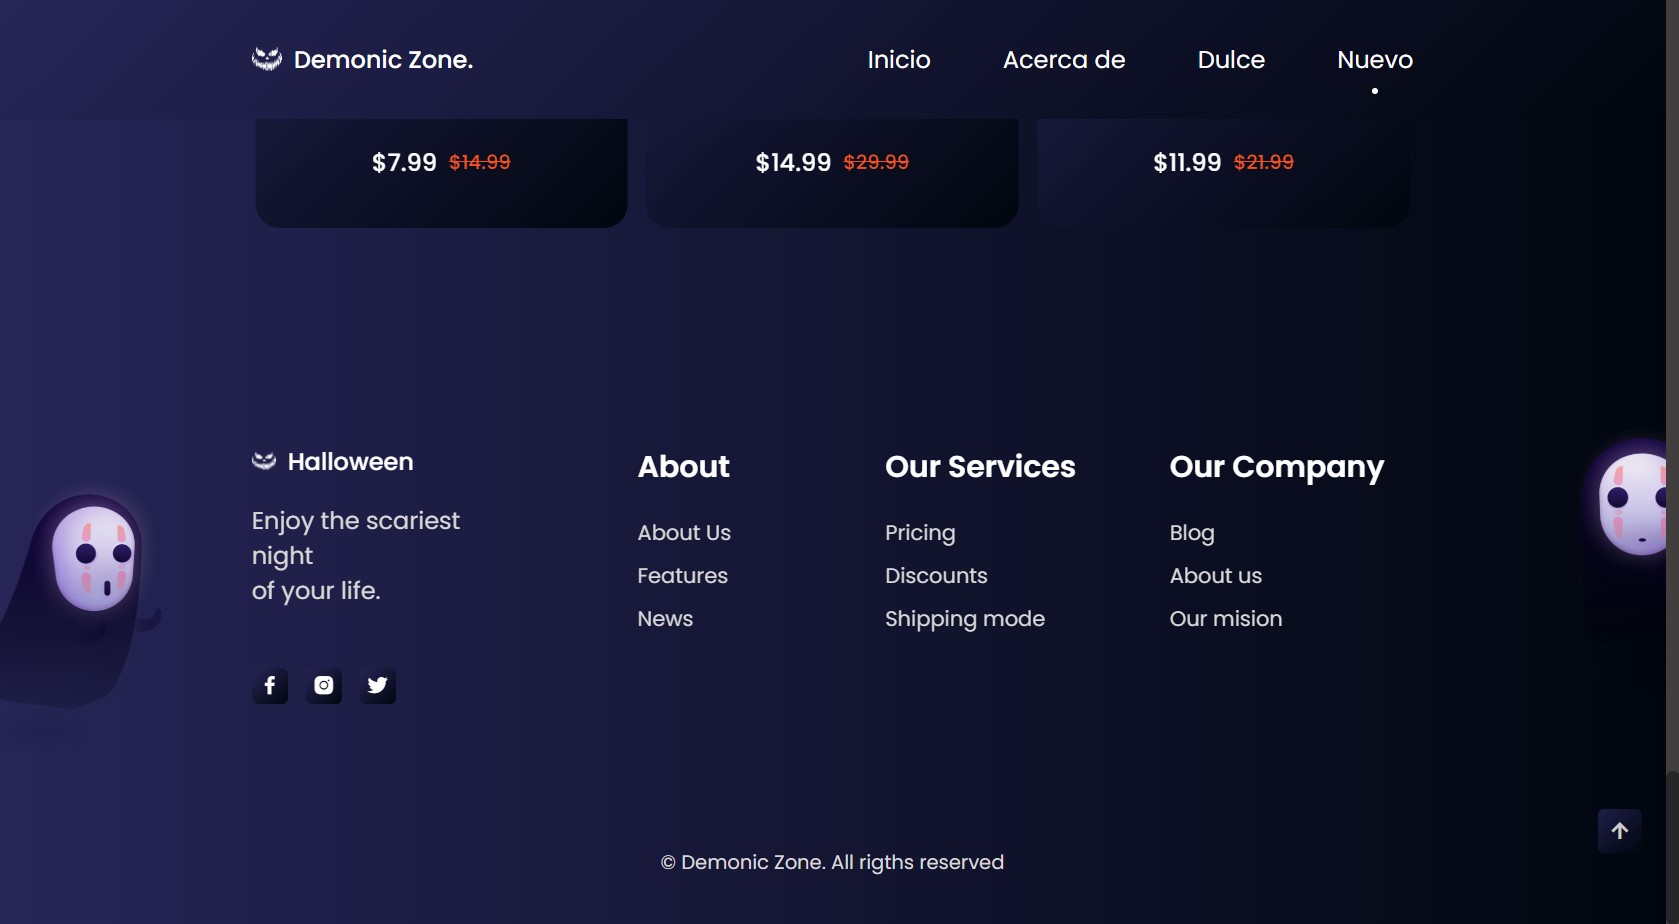 Demonic Zone.
Inicio Acerca de Dulce Nuevo
$7.99 $14.99
$14.99 $29.99
$11.99 $21.99
Halloween
Enjoy the scariest
night
of your life.
About
About Us
Features
News
Our Services
Pricing
Discounts
Shipping mode
Our Company
Blog
About us
Our mision
© Demonic Zone. All rigths reserved